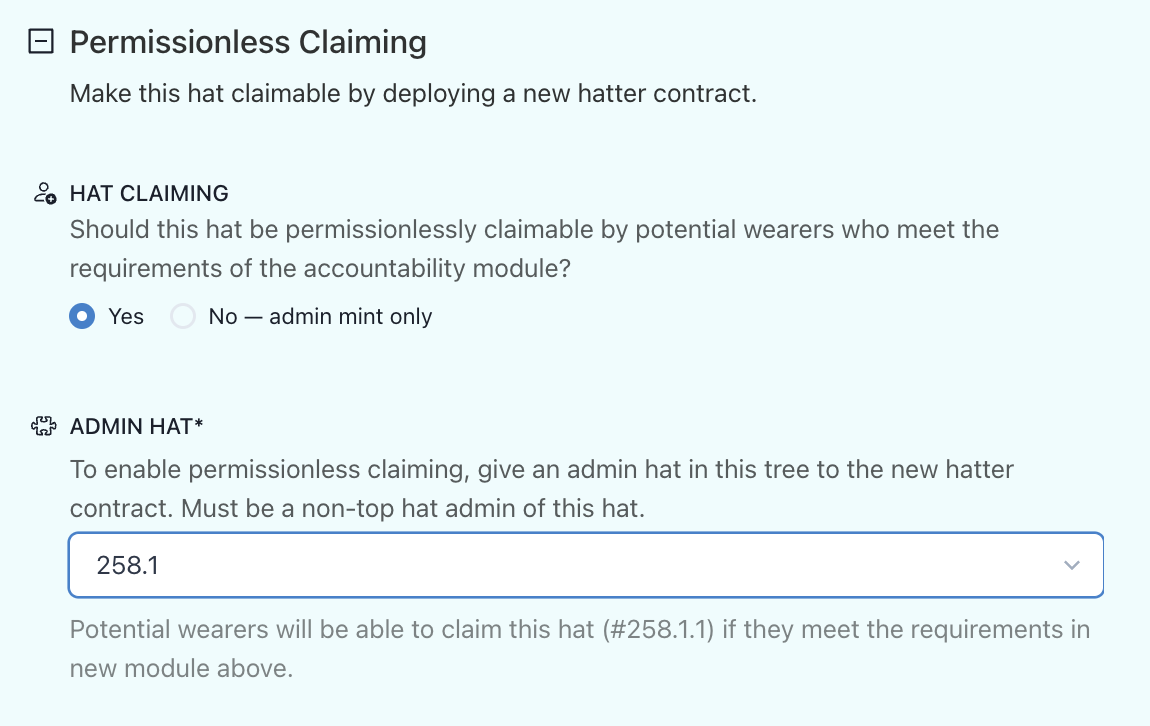 Permissionless Claiming
Make this hat claimable by deploying a new hatter contract.
HAT CLAIMING
Should this hat be permissionlessly claimable by potential wearers who meet the
requirements of the accountability module?
Yes
No — admin mint only
ADMIN HAT*
To enable permissionless claiming, give an admin hat in this tree to the new hatter
contract. Must be a non-top hat admin of this hat.
258.1
Potential wearers will be able to claim this hat (#258.1.1) if they meet the requirements in
new module above.